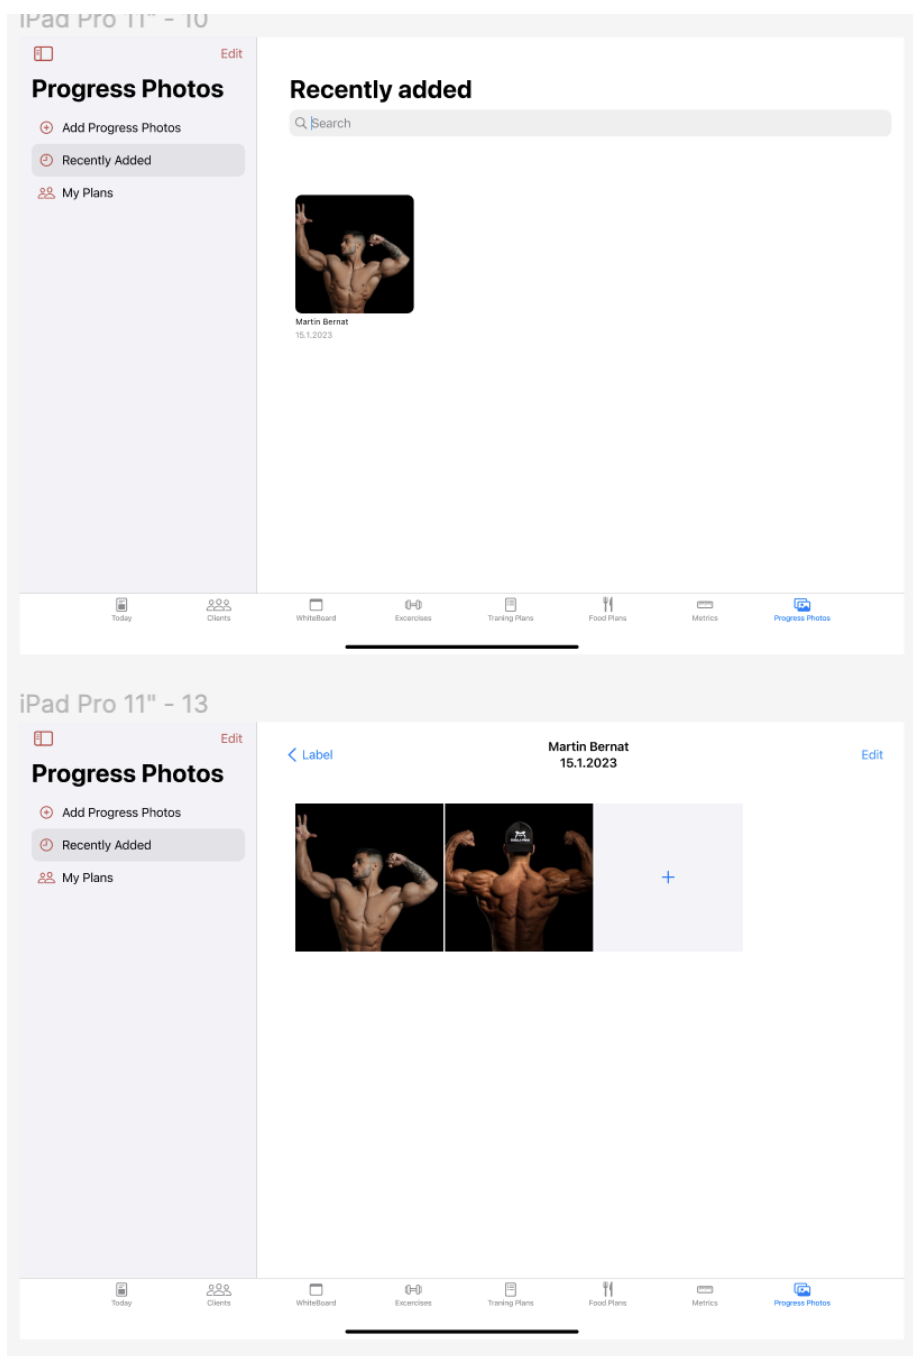 iPad Pro 11" - 10
Edit
Progress Photos
Add Progress Photos
Recently Added
My Plans
Recently added
Search
Martin Bernat
15.1.2023
Today
Clients
WhiteBoard
Excercises
Traning Plans
Food Plans
Metrics
Progress Photos
iPad Pro 11" - 13
Edit
Progress Photos
Add Progress Photos
Recently Added
My Plans
Label
Martin Bernat
15.1.2023
Edit
Today
Clients
WhiteBoard
Excercises
Traning Plans
Food Plans
Metrics
Progress Photos